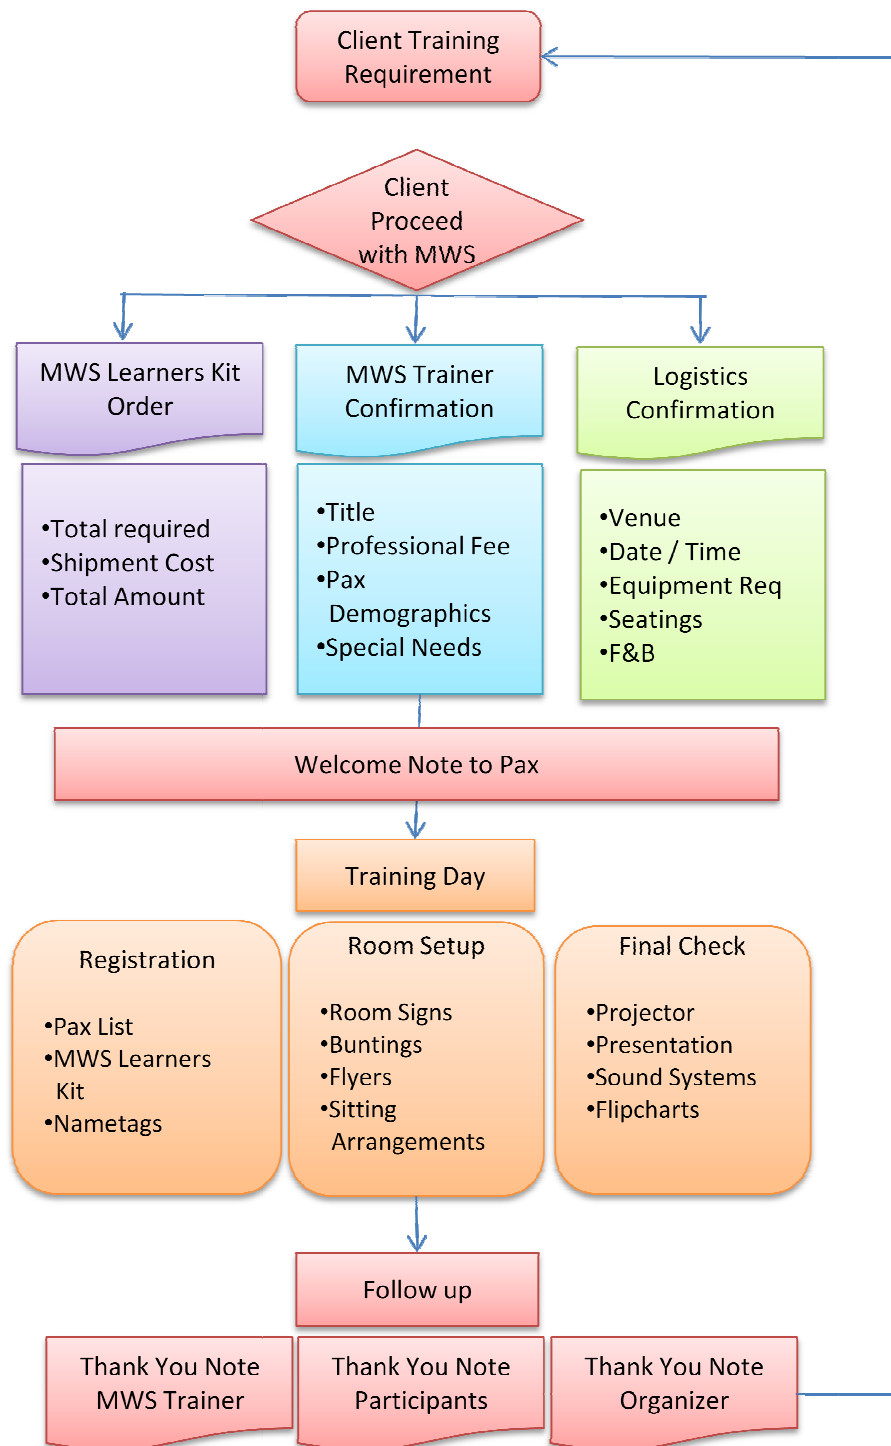 Client Training
Requirement
Client
Proceed
with MWS
MWS Learners Kit
Order
MWS Trainer
Confirmation
Logistics
Confirmation
•Total required
•Shipment Cost
•Total Amount
•Title
•Professional Fee
•Pax
Demographics
•Special Needs
•Venue
•Date / Time
•Equipment Req
•Seatings
•F&B
Welcome Note to Pax
Training Day
Registration
•Pax List
•MWS Learners
Kit
•Nametags
Room Setup
•Room Signs
•Buntings
•Flyers
•Sitting
Arrangements
Final Check
•Projector
•Presentation
•Sound Systems
•Flipcharts
Follow up
Thank You Note
MWS Trainer
Thank You Note
Participants
Thank You Note
Organizer